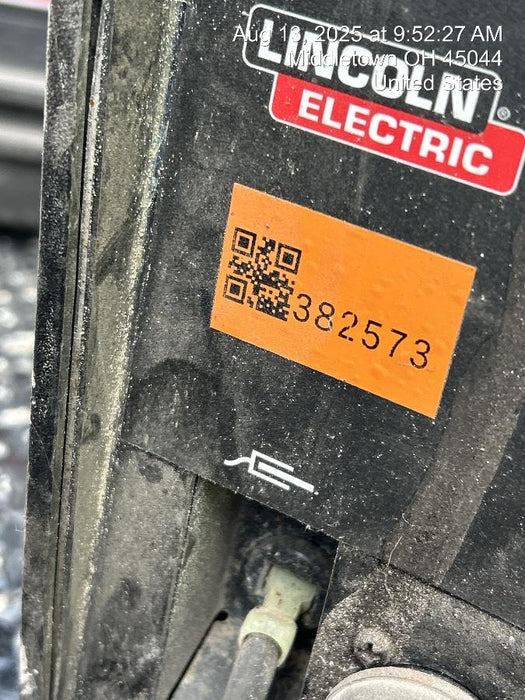 Aug 13, 2025 at 9:52:27 AM
Middletown OH 45044
United States
LINCOLN®
ELECTRIC
382573